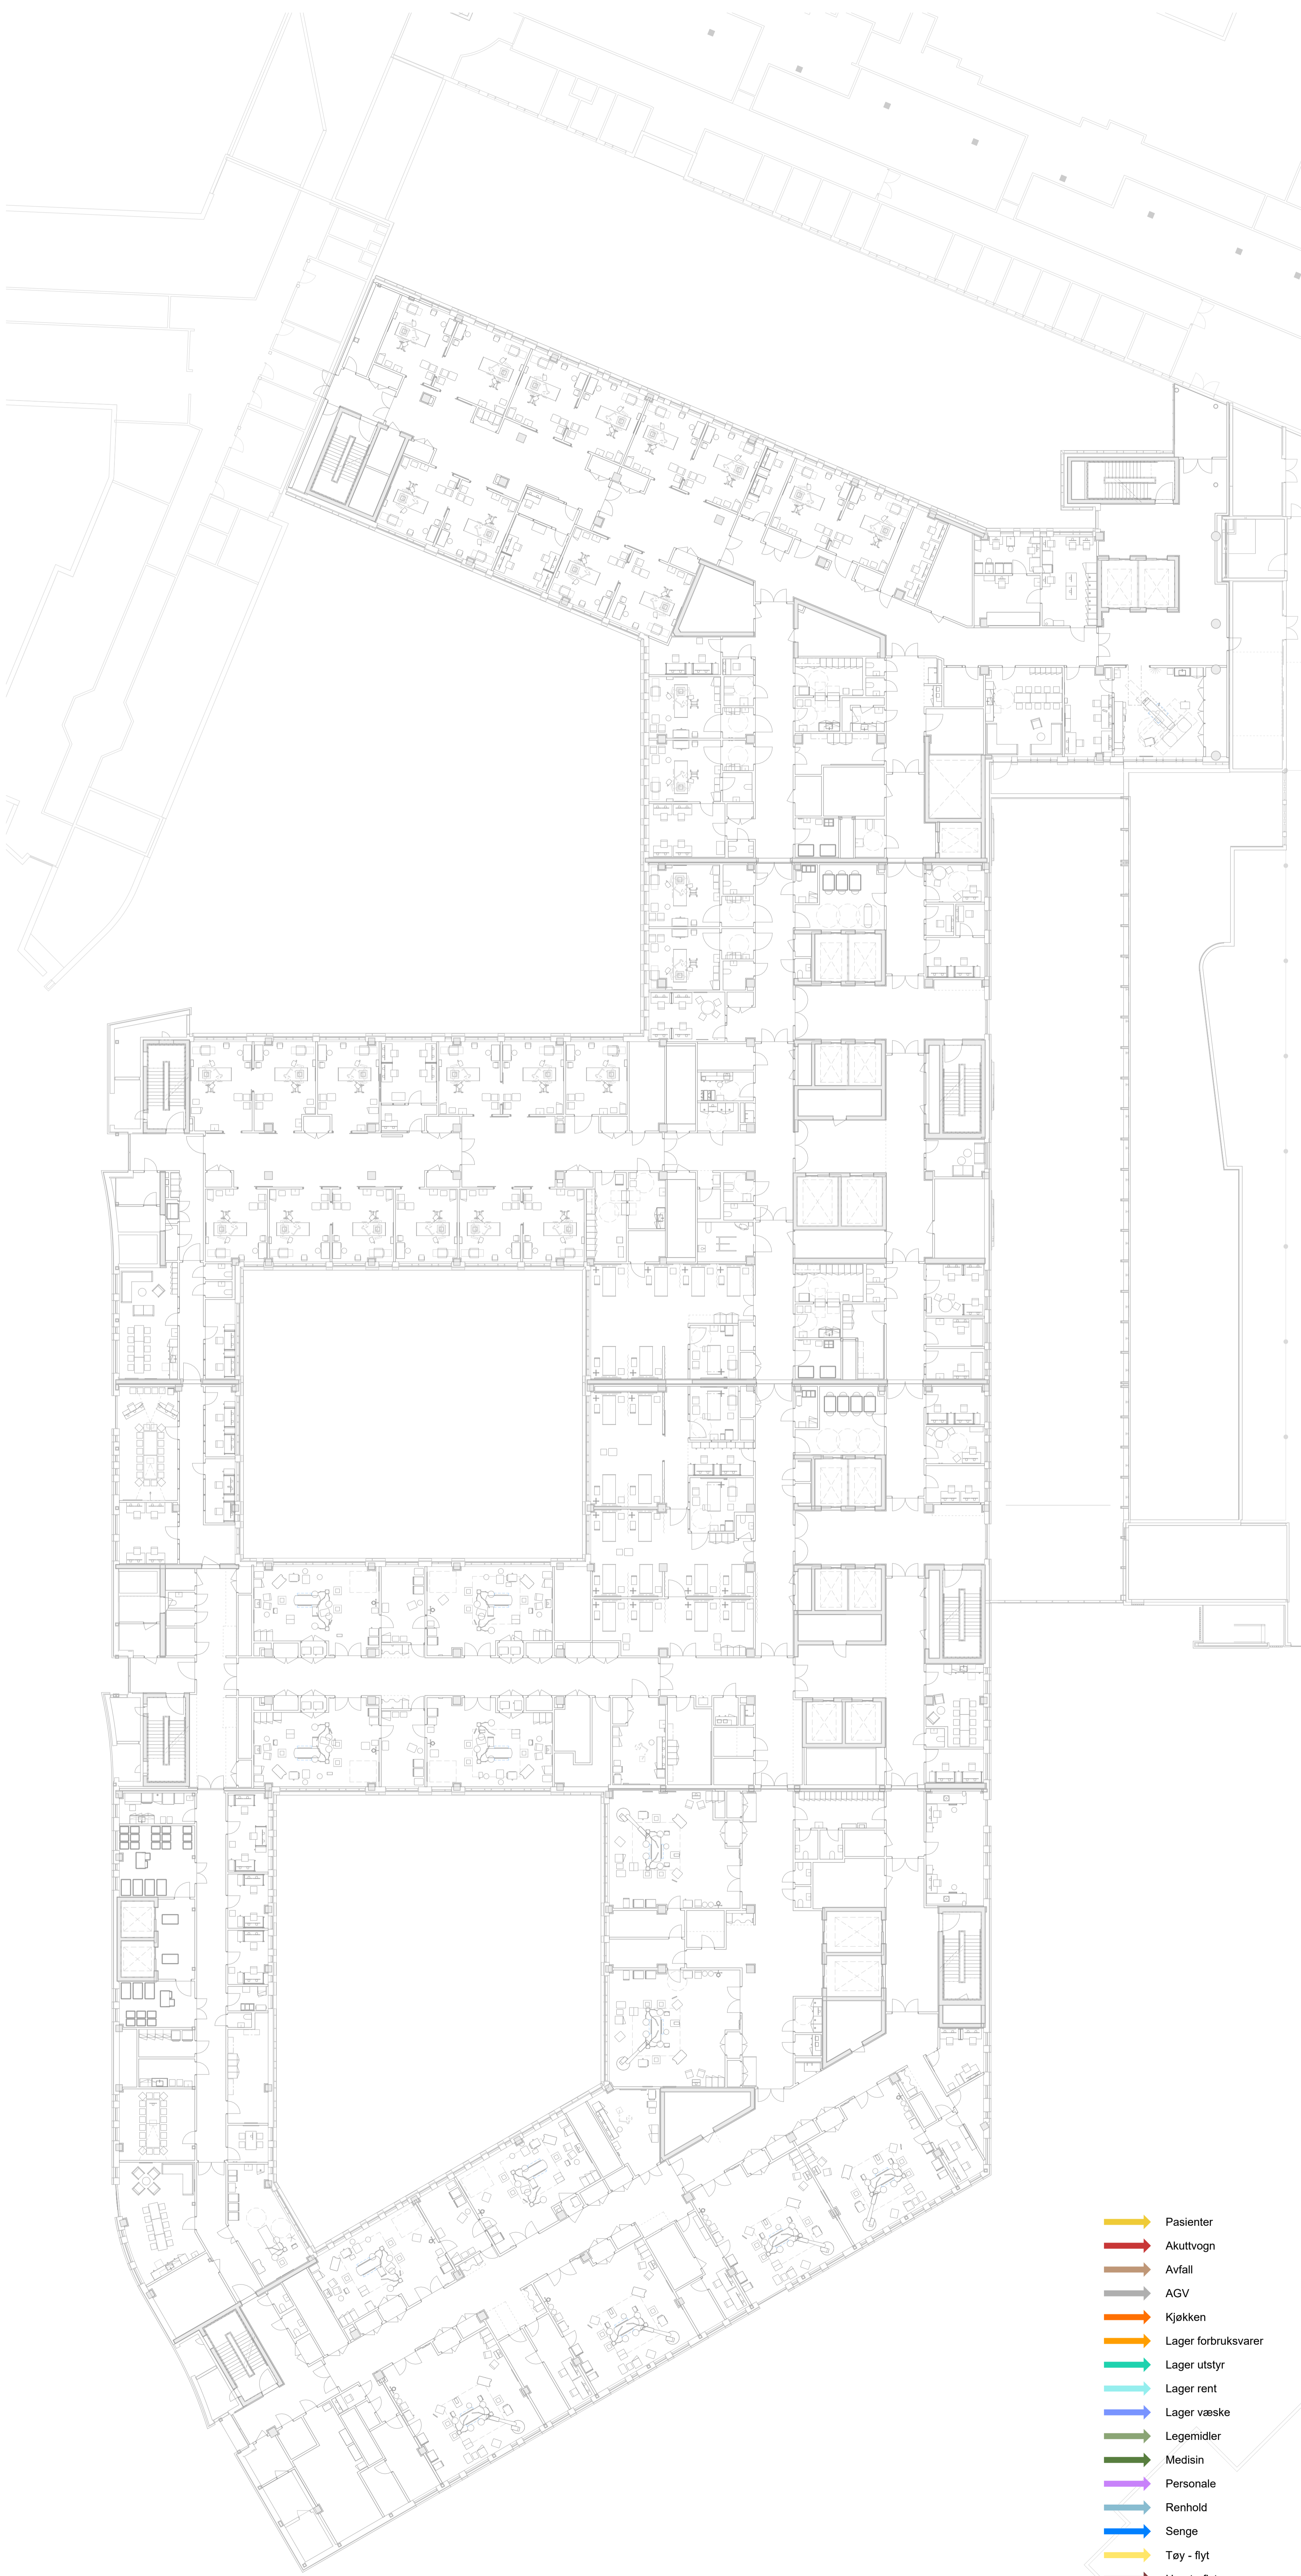 Pasienter
Akuttvogn
Avfall
AGV
Kjøkken
Lager forbruksvarer
Lager utstyr
Lager rent
Lager væske
Legemidler
Medisin
Personale
Renhold
Senge
Tøy - flyt